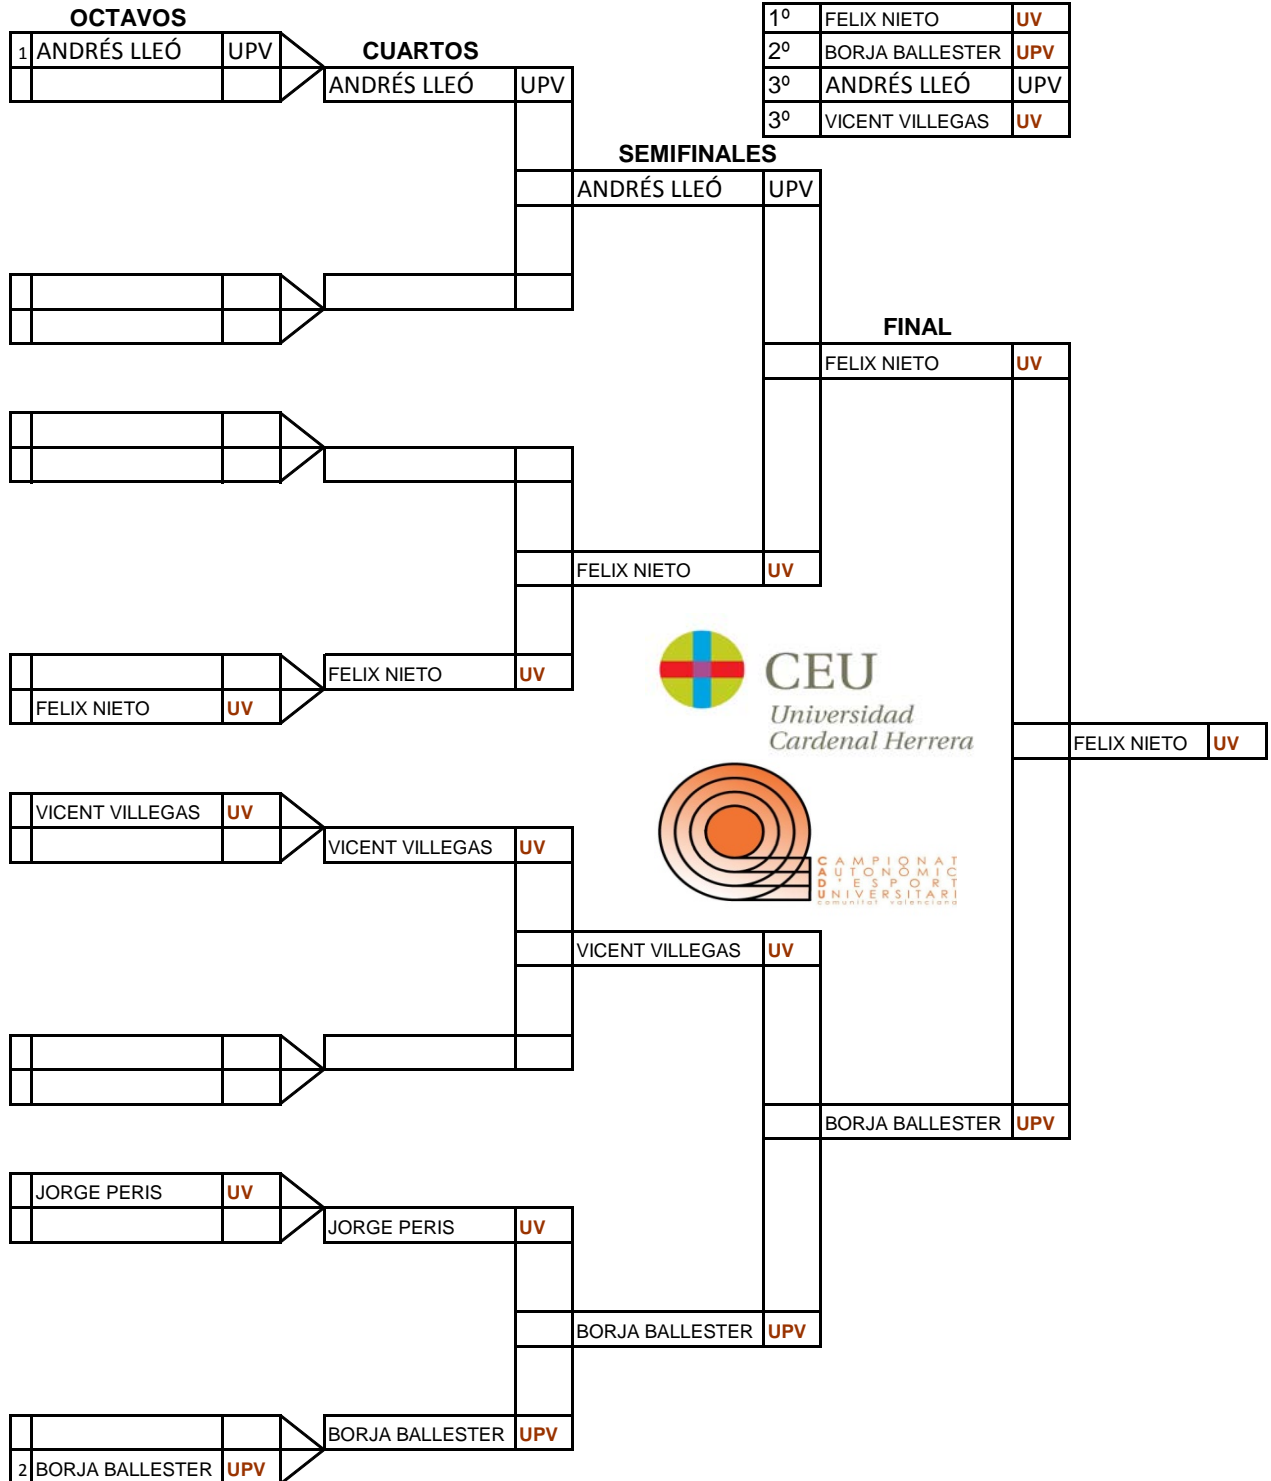 OCTAVOS
1º FELIX NIETO UV
1 ANDRÉS LLEÓ UPV
CUARTOS
2º BORJA BALLESTER UPV
ANDRÉS LLEÓ UPV
3º ANDRÉS LLEÓ UPV
3º VICENT VILLEGAS UV
SEMIFINALES
ANDRÉS LLEÓ UPV
FINAL
FELIX NIETO UV
FELIX NIETO UV
FELIX NIETO UV
FELIX NIETO UV
CEU
Universidad
Cardenal Herrera
FELIX NIETO UV
VICENT VILLEGAS UV
VICENT VILLEGAS UV
CAMPIONAT
AUTONÒMIC
D'ESPORT
UNIVERSITARI
comunitat valenciana
VICENT VILLEGAS UV
BORJA BALLESTER UPV
JORGE PERIS UV
JORGE PERIS UV
BORJA BALLESTER UPV
BORJA BALLESTER UPV
2 BORJA BALLESTER UPV